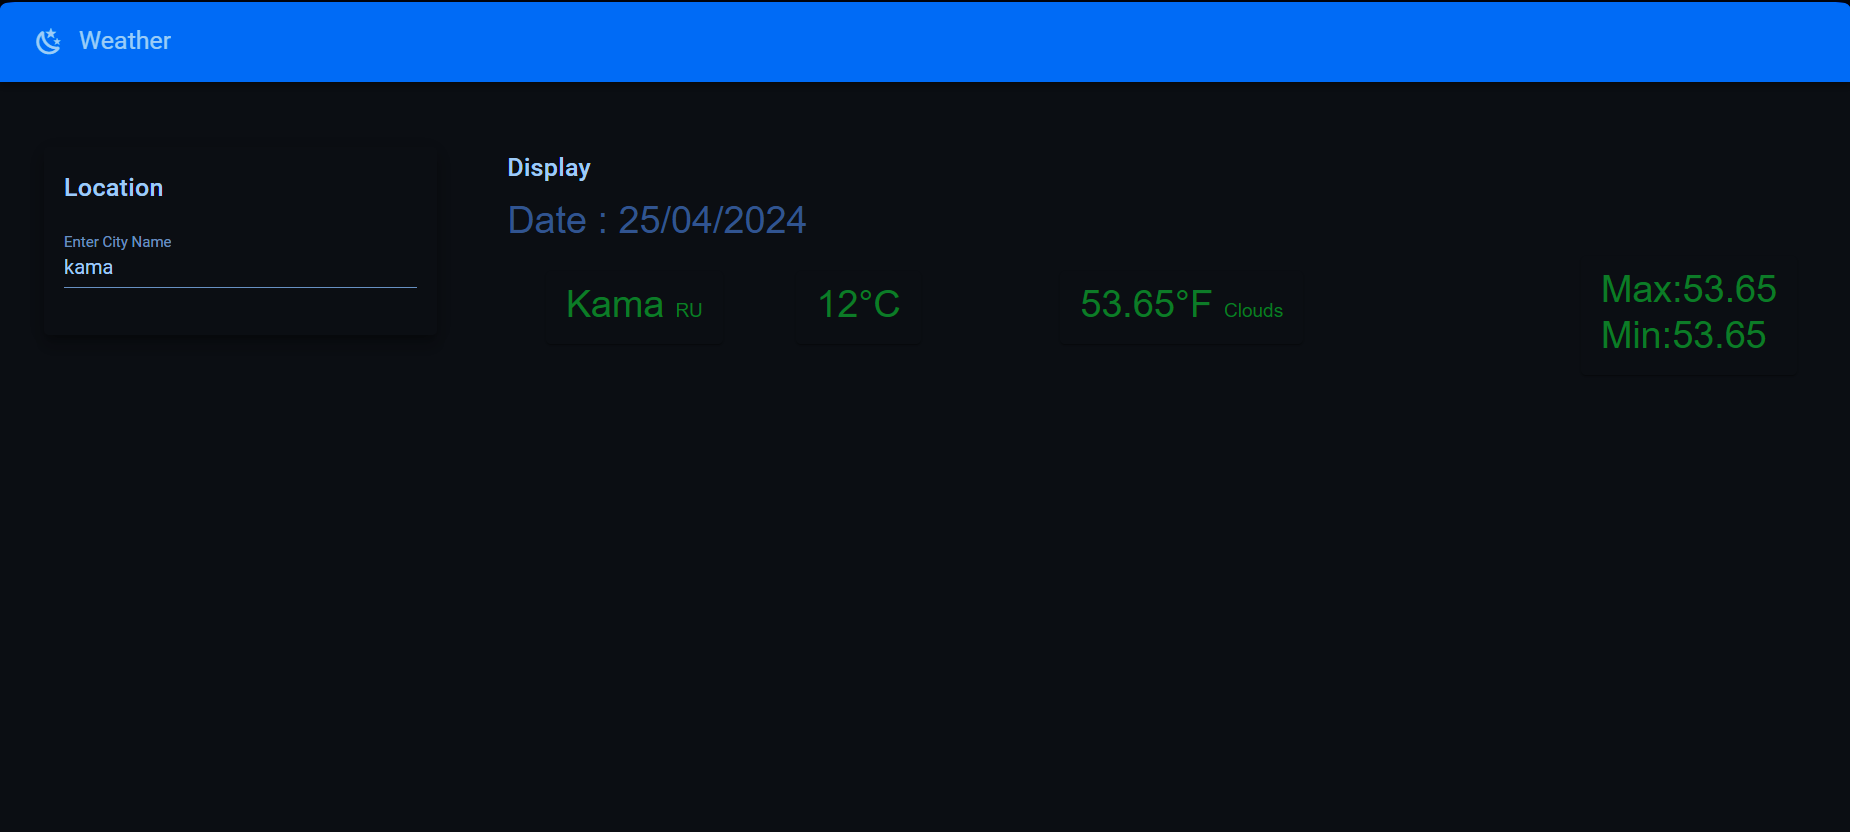 Weather
Location
Enter City Name
kama
Display
Date : 25/04/2024
Kama RU
12°C
53.65°F Clouds
Max:53.65
Min:53.65